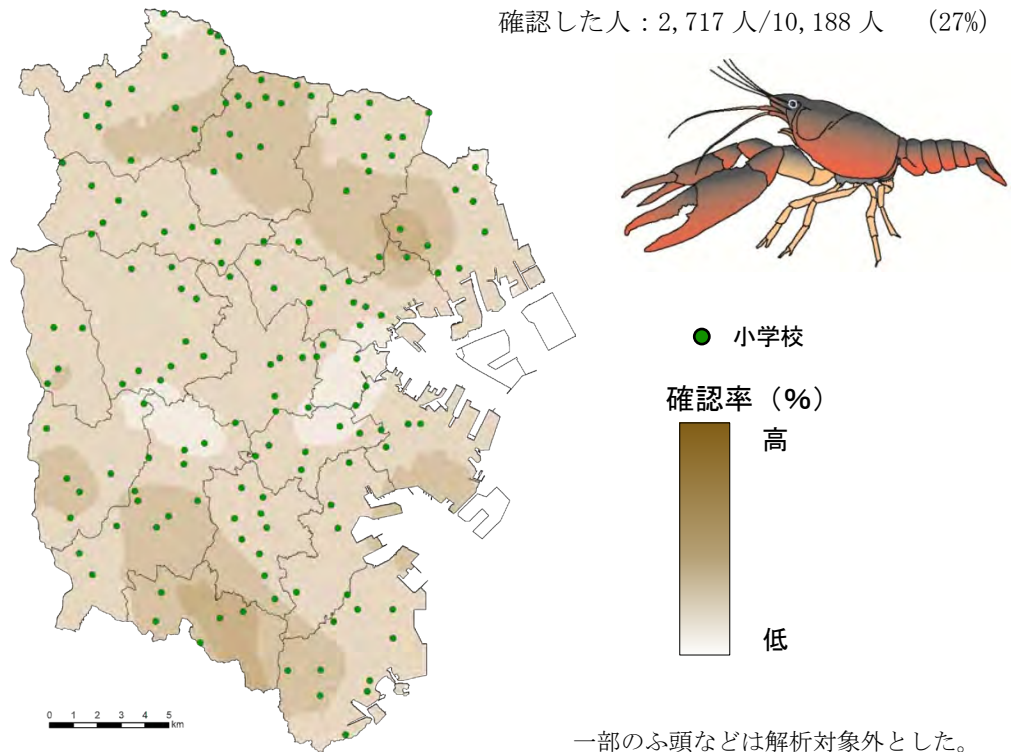 確認した人：2,717 人/10,188 人　（27%）
小学校
確認率（%）
高
低
0 1 2 3 4 5
km
一部のふ頭などは解析対象外とした。